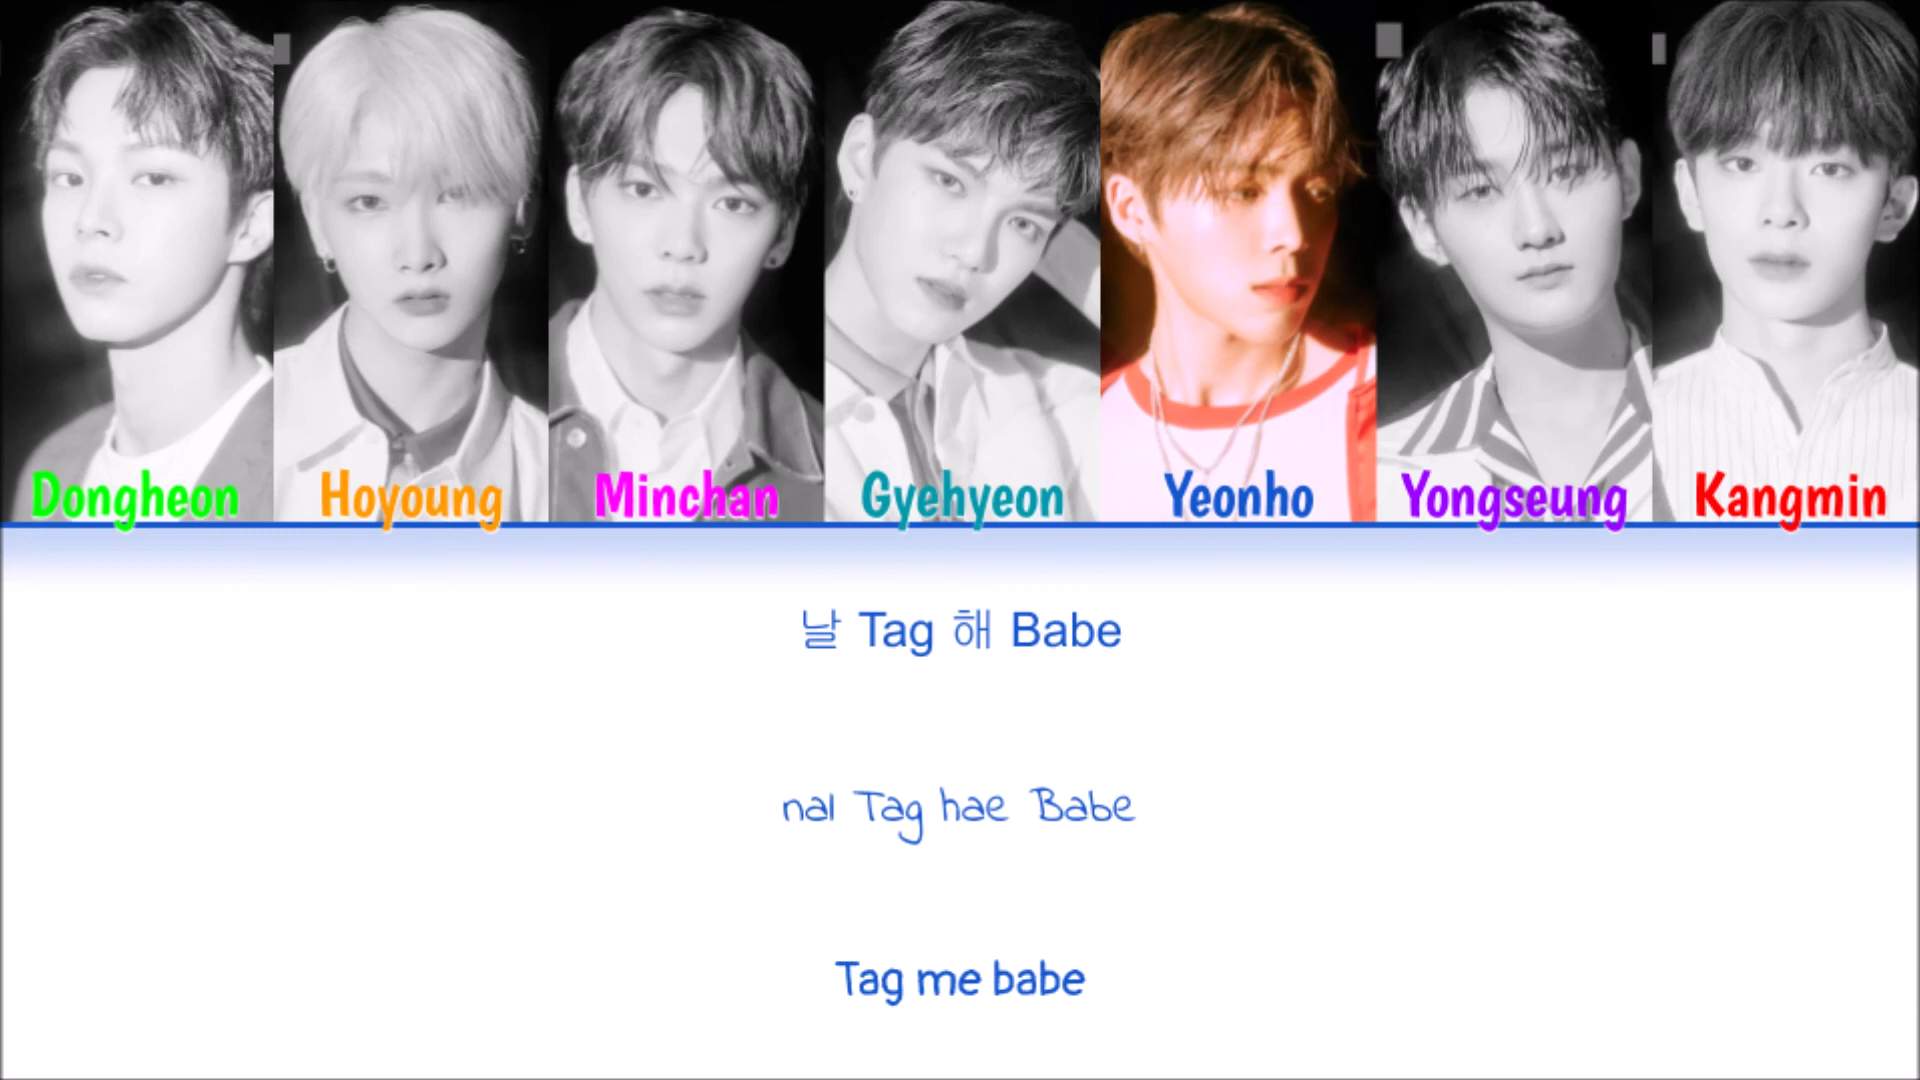 Dongheon Hoyoung Minchan Gyehyeon Yeonho Yongseung Kangmin
날 Tag 해 Babe
nal Tag hae Babe
Tag me babe